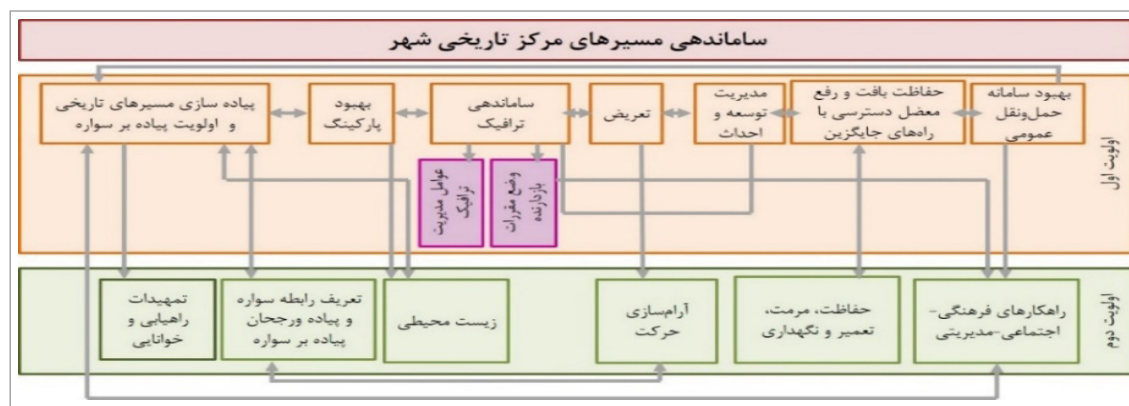 ساماندهی مسیرهای مرکز تاریخی شهر
اولویت اول
بهبود سامانه
حمل‌ونقل
عمومی
حفاظت بافت و رفع
معضل دسترسی با
راه‌های جایگزین
مدیریت
توسعه و
احداث
تعریض
ساماندهی
ترافیک
بهبود
پارکینگ
پیاده سازی مسیرهای تاریخی
و اولویت پیاده بر سواره
وضع مقررات
بازدارنده
عوامل مدیریت
ترافیک
اولویت دوم
راهکارهای فرهنگی-
اجتماعی-مدیریتی
حفاظت، مرمت،
تعمیر و نگهداری
آرام‌سازی
حرکت
زیست محیطی
تعریف رابطه سواره
و پیاده ورجحان
پیاده بر سواره
تمهیدات
راهیابی و
خوانایی